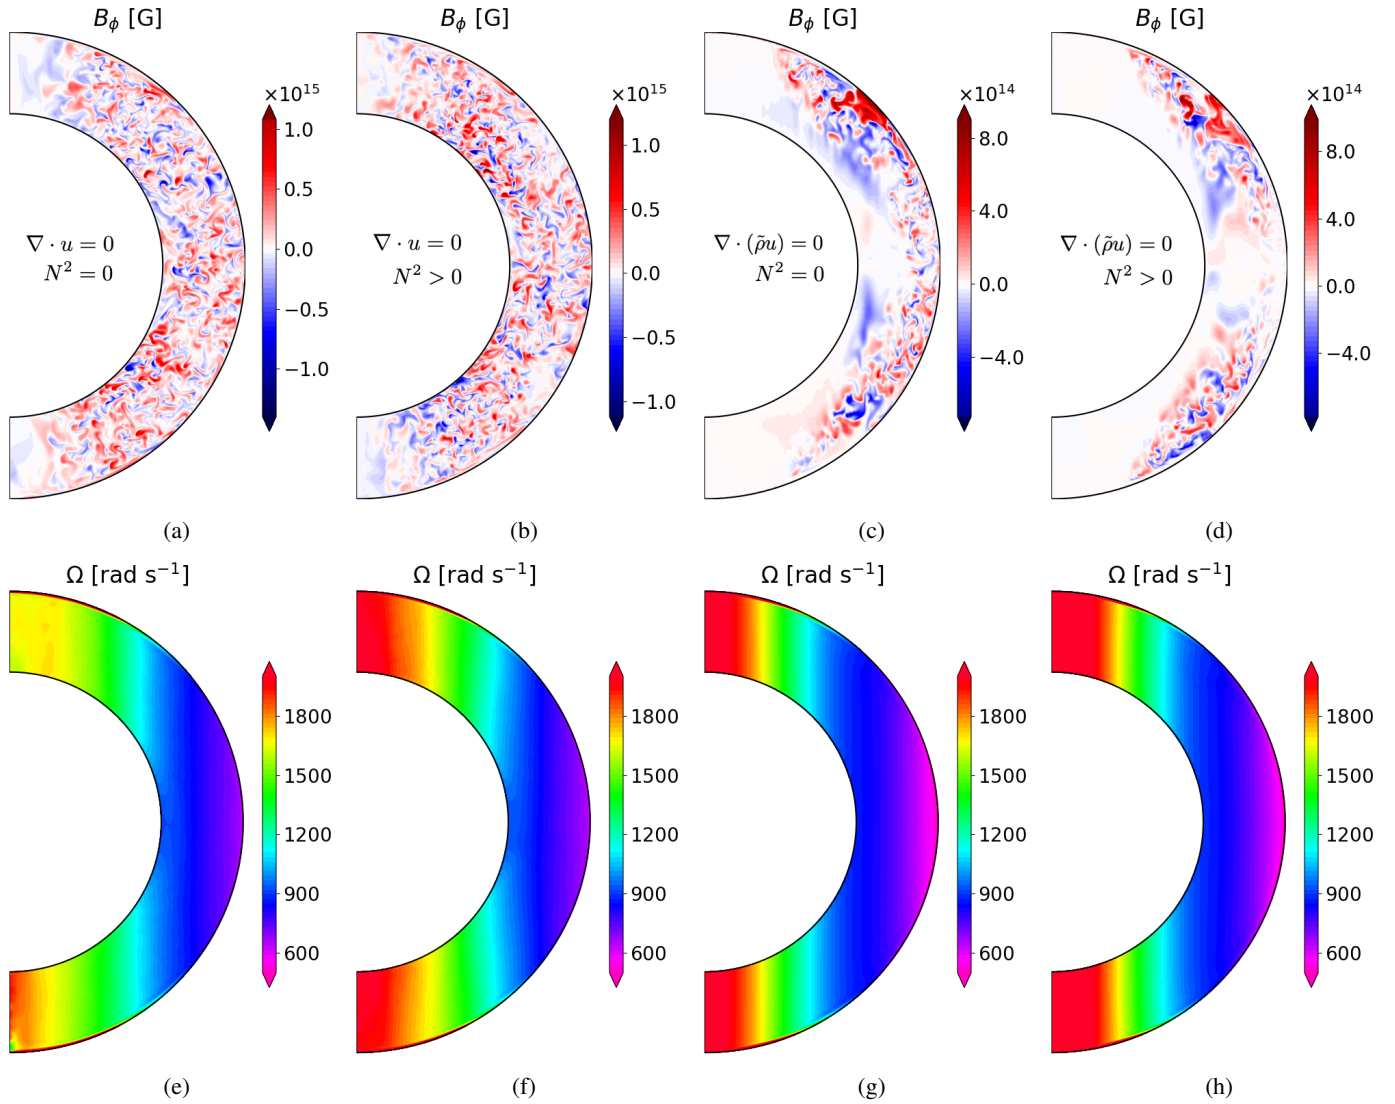 B_ϕ [G]
×10^15
1.0
0.5
0.0
−0.5
−1.0
∇ · u = 0
N² = 0
(a)
B_ϕ [G]
×10^15
1.0
0.5
0.0
−0.5
−1.0
∇ · u = 0
N² > 0
(b)
B_ϕ [G]
×10^14
8.0
4.0
0.0
−4.0
∇ · (ρ̃u) = 0
N² = 0
(c)
B_ϕ [G]
×10^14
8.0
4.0
0.0
−4.0
∇ · (ρ̃u) = 0
N² > 0
(d)
Ω [rad s⁻¹]
1800
1500
1200
900
600
(e)
Ω [rad s⁻¹]
1800
1500
1200
900
600
(f)
Ω [rad s⁻¹]
1800
1500
1200
900
600
(g)
Ω [rad s⁻¹]
1800
1500
1200
900
600
(h)